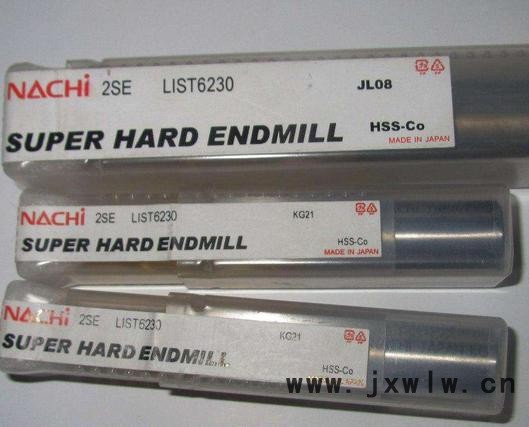 NACHi 2SE LIST6230 JL08
SUPER HARD ENDMILL HSS-Co
MADE IN JAPAN
NACHi 2SE LIST6230 KG21
SUPER HARD ENDMILL HSS-Co
MADE IN JAPAN
NACHi 2SE LIST6230 KG21
SUPER HARD ENDMILL HSS-Co
JAPAN
www.jxwlw.cn